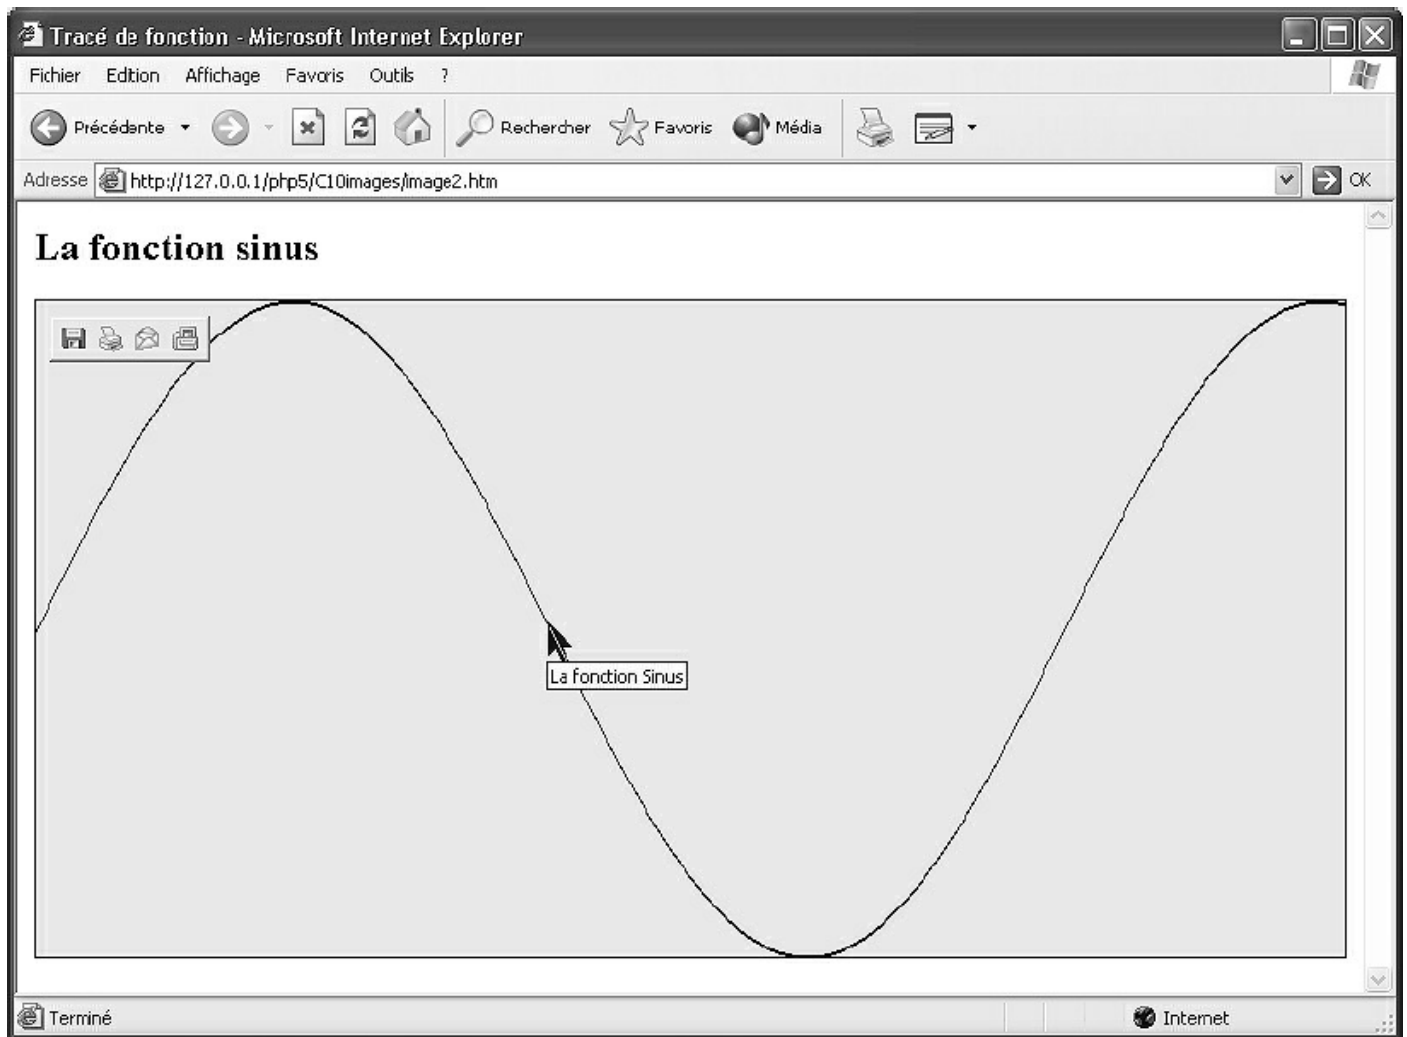 Tracé de fonction - Microsoft Internet Explorer
Fichier Edition Affichage Favoris Outils ?
Précédente Rechercher Favoris Média
Adresse http://127.0.0.1/php5/C10images/image2.htm OK
La fonction sinus
La fonction Sinus
Terminé Internet